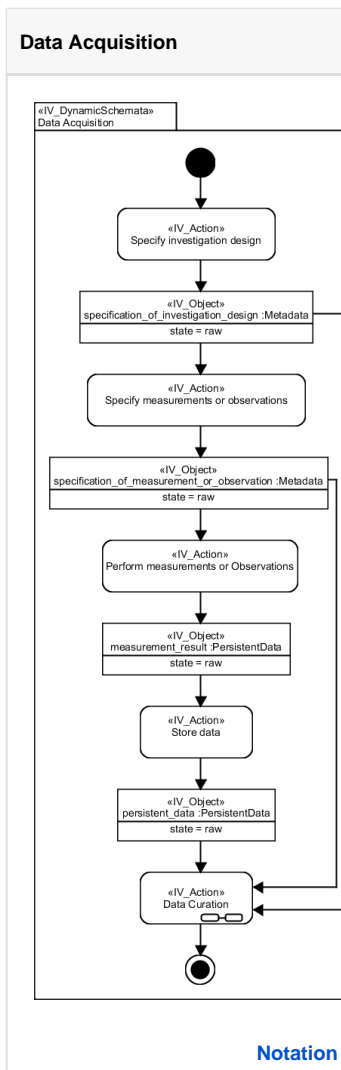 Data Acquisition
«IV_DynamicSchemata»
Data Acquisition
«IV_Action»
Specify investigation design
«IV_Object»
specification_of_investigation_design :Metadata
state = raw
«IV_Action»
Specify measurements or observations
«IV_Object»
specification_of_measurement_or_observation :Metadata
state = raw
«IV_Action»
Perform measurements or Observations
«IV_Object»
measurement_result :PersistentData
state = raw
«IV_Action»
Store data
«IV_Object»
persistent_data :PersistentData
state = raw
«IV_Action»
Data Curation
Notation